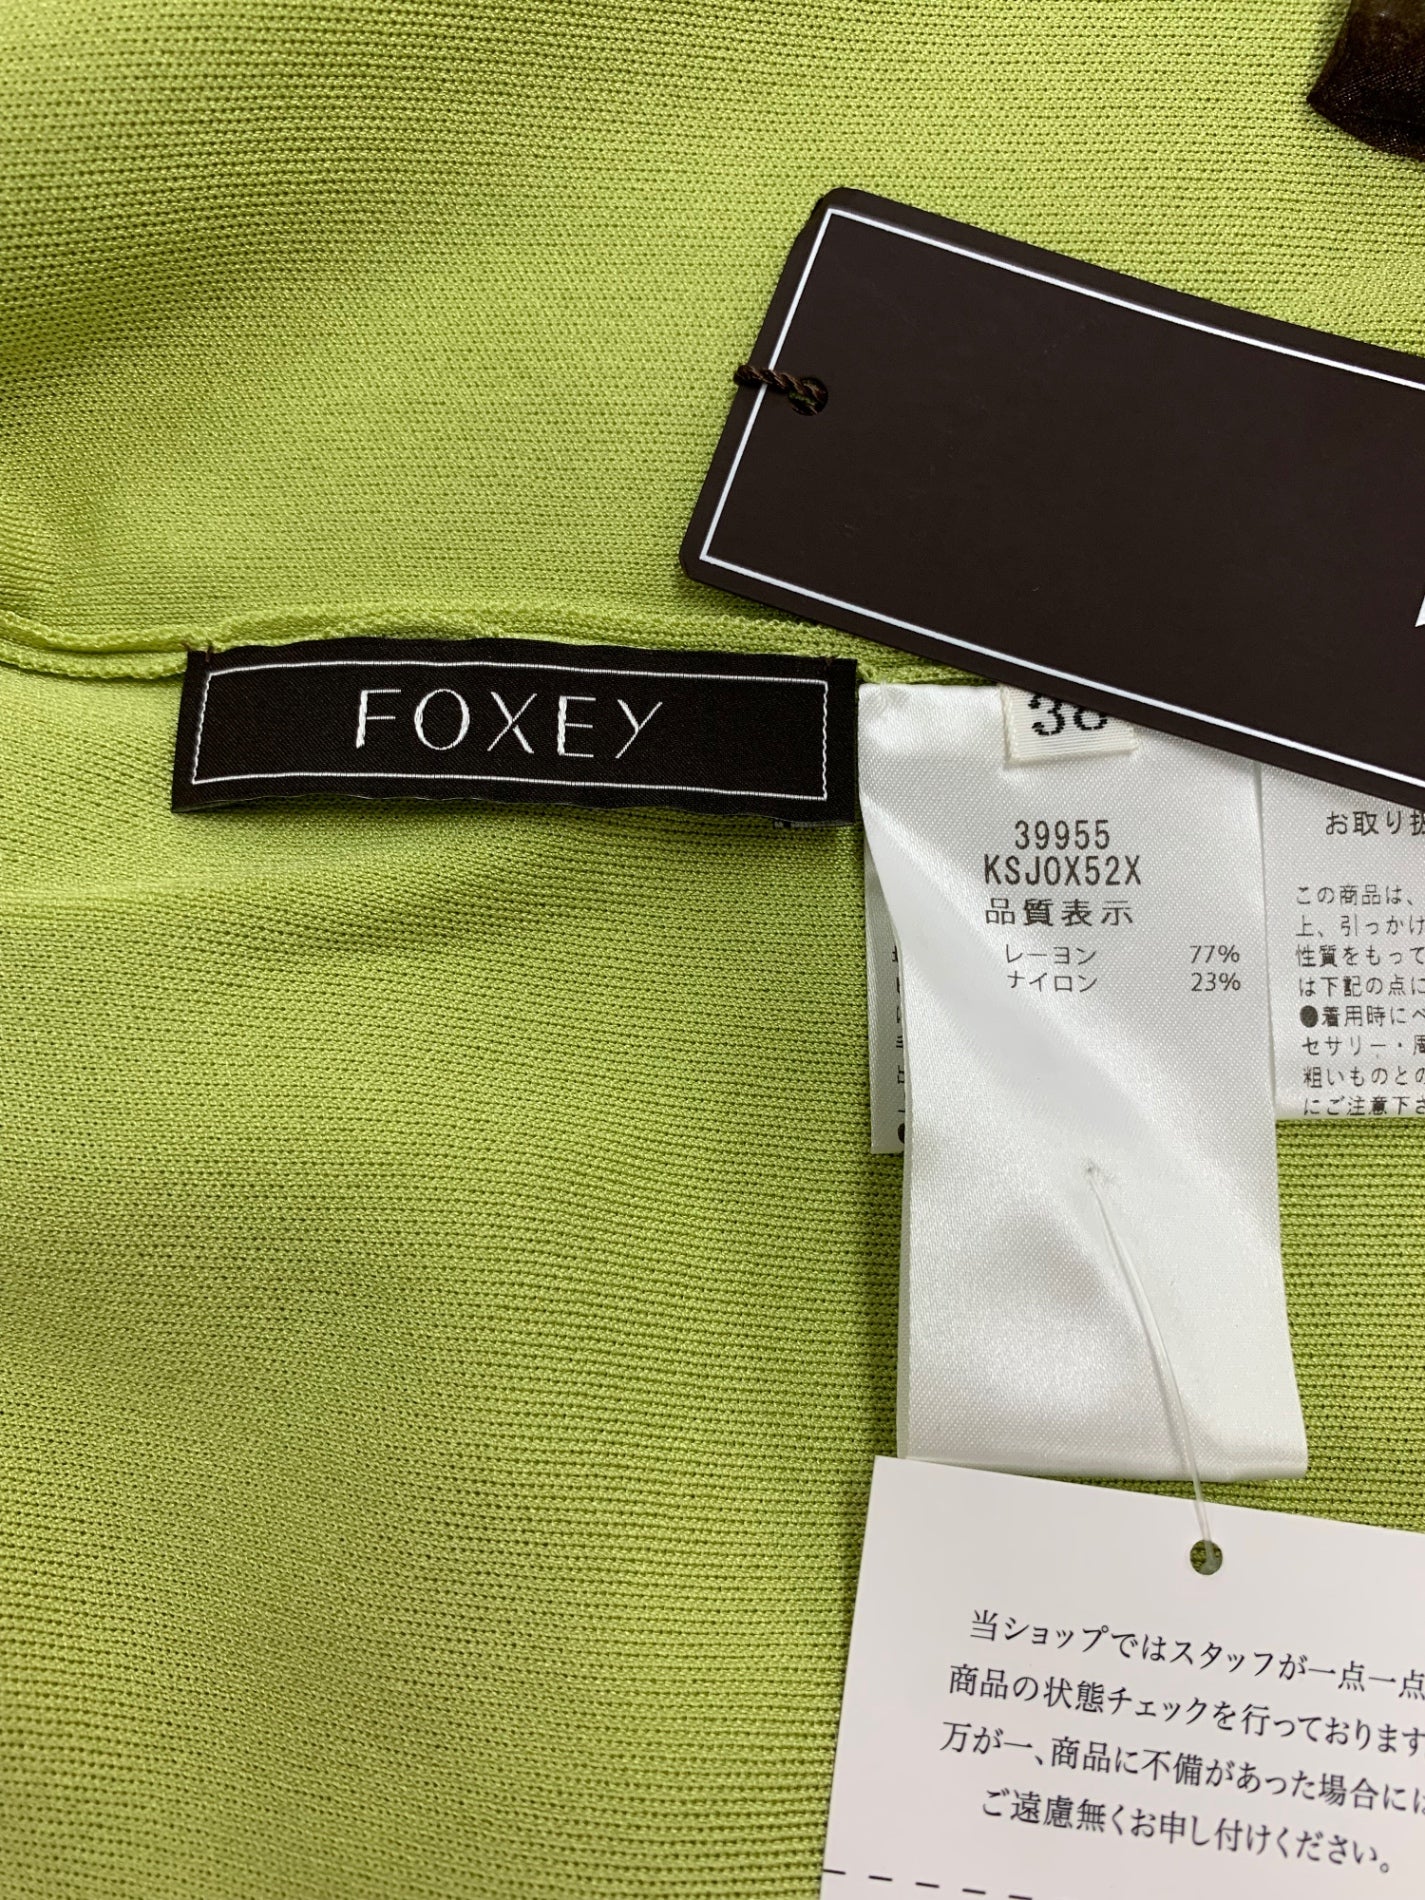 FOXEY
39955
KSJ0X52X
品質表示
レーヨン 77%
ナイロン 23%
お取り扱
この商品は、
上、引っかけ
性質をもって
は下記の点に
●着用時にベ
セサリー・周
粗いものとの
にご注意下さ
当ショップではスタッフが一点一点
商品の状態チェックを行っております
万が一、商品に不備があった場合には
ご遠慮無くお申し付けください。